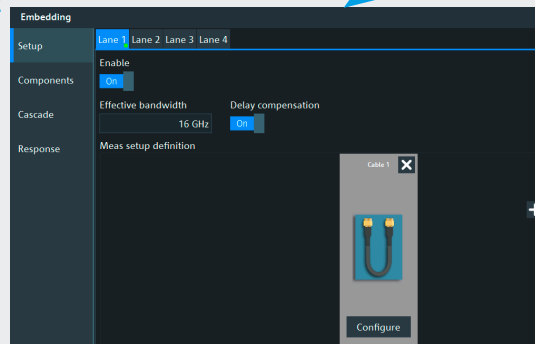 Embedding
Setup
Components
Cascade
Response
Lane 1 Lane 2 Lane 3 Lane 4
Enable
On
Effective bandwidth Delay compensation
16 GHz On
Meas setup definition
Cable 1
Configure